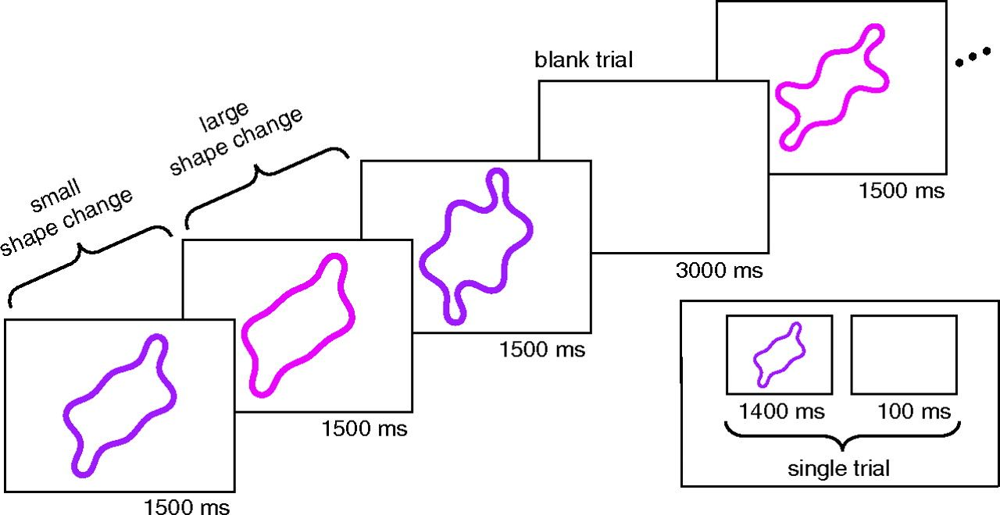 blank trial
large
shape change
small
shape change
1500 ms
1500 ms
1500 ms
3000 ms
1500 ms
1400 ms
100 ms
single trial